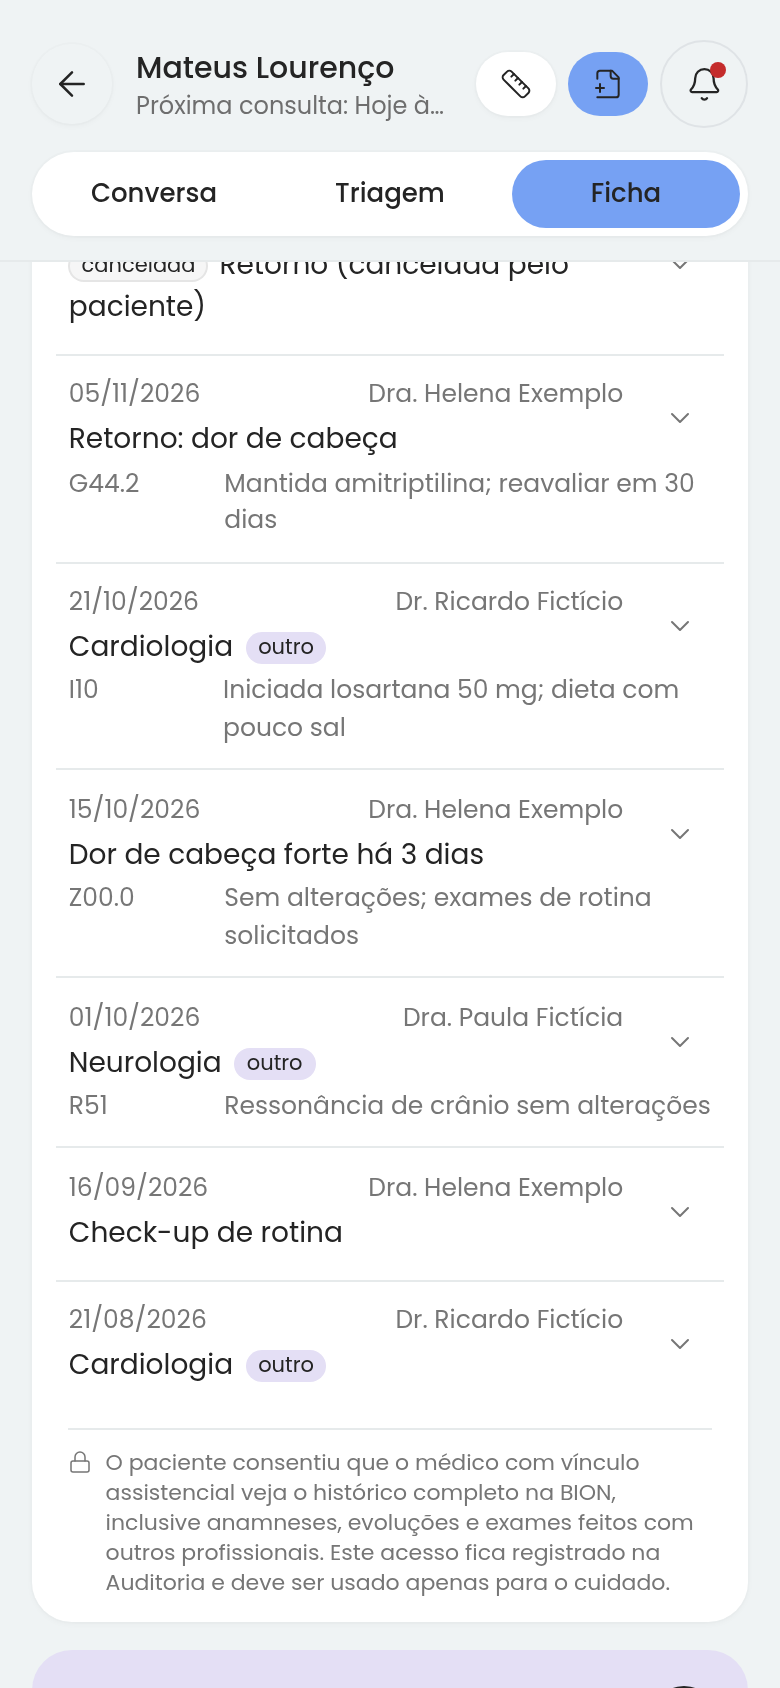 Mateus Lourenço
Próxima consulta: Hoje à...
Conversa
Triagem
Ficha
cancelada Retorno (cancelada pelo
paciente)
05/11/2026 Dra. Helena Exemplo
Retorno: dor de cabeça
G44.2 Mantida amitriptilina; reavaliar em 30
dias
21/10/2026 Dr. Ricardo Fictício
Cardiologia outro
I10 Iniciada losartana 50 mg; dieta com
pouco sal
15/10/2026 Dra. Helena Exemplo
Dor de cabeça forte há 3 dias
Z00.0 Sem alterações; exames de rotina
solicitados
01/10/2026 Dra. Paula Fictícia
Neurologia outro
R51 Ressonância de crânio sem alterações
16/09/2026 Dra. Helena Exemplo
Check-up de rotina
21/08/2026 Dr. Ricardo Fictício
Cardiologia outro
O paciente consentiu que o médico com vínculo
assistencial veja o histórico completo na BION,
inclusive anamneses, evoluções e exames feitos com
outros profissionais. Este acesso fica registrado na
Auditoria e deve ser usado apenas para o cuidado.